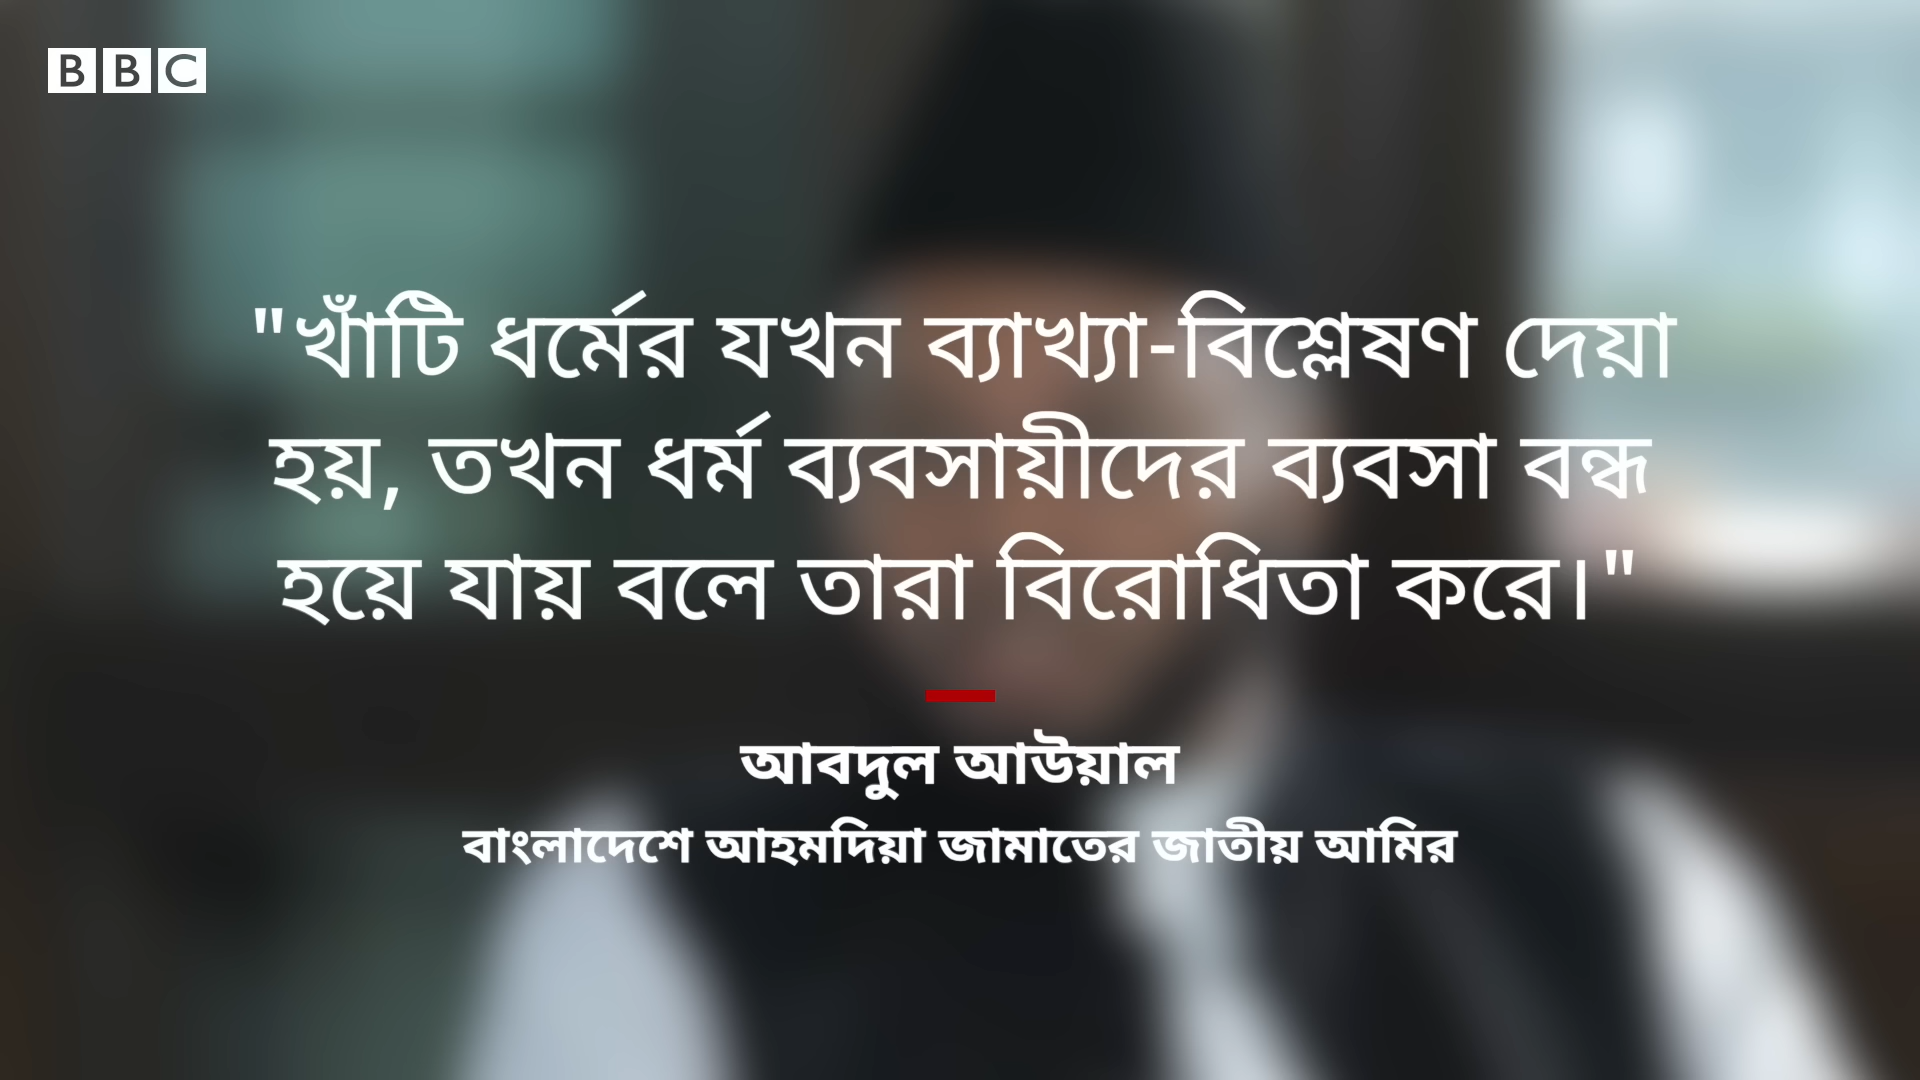 BBC
"খাঁটি ধর্মের যখন ব্যাখ্যা-বিশ্লেষণ দেয়া
হয়, তখন ধর্ম ব্যবসায়ীদের ব্যবসা বন্ধ
হয়ে যায় বলে তারা বিরোধিতা করে।"
আবদুল আউয়াল
বাংলাদেশে আহমদিয়া জামাতের জাতীয় আমির